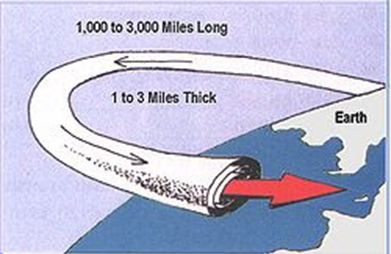 1,000 to 3,000 Miles Long
1 to 3 Miles Thick
Earth